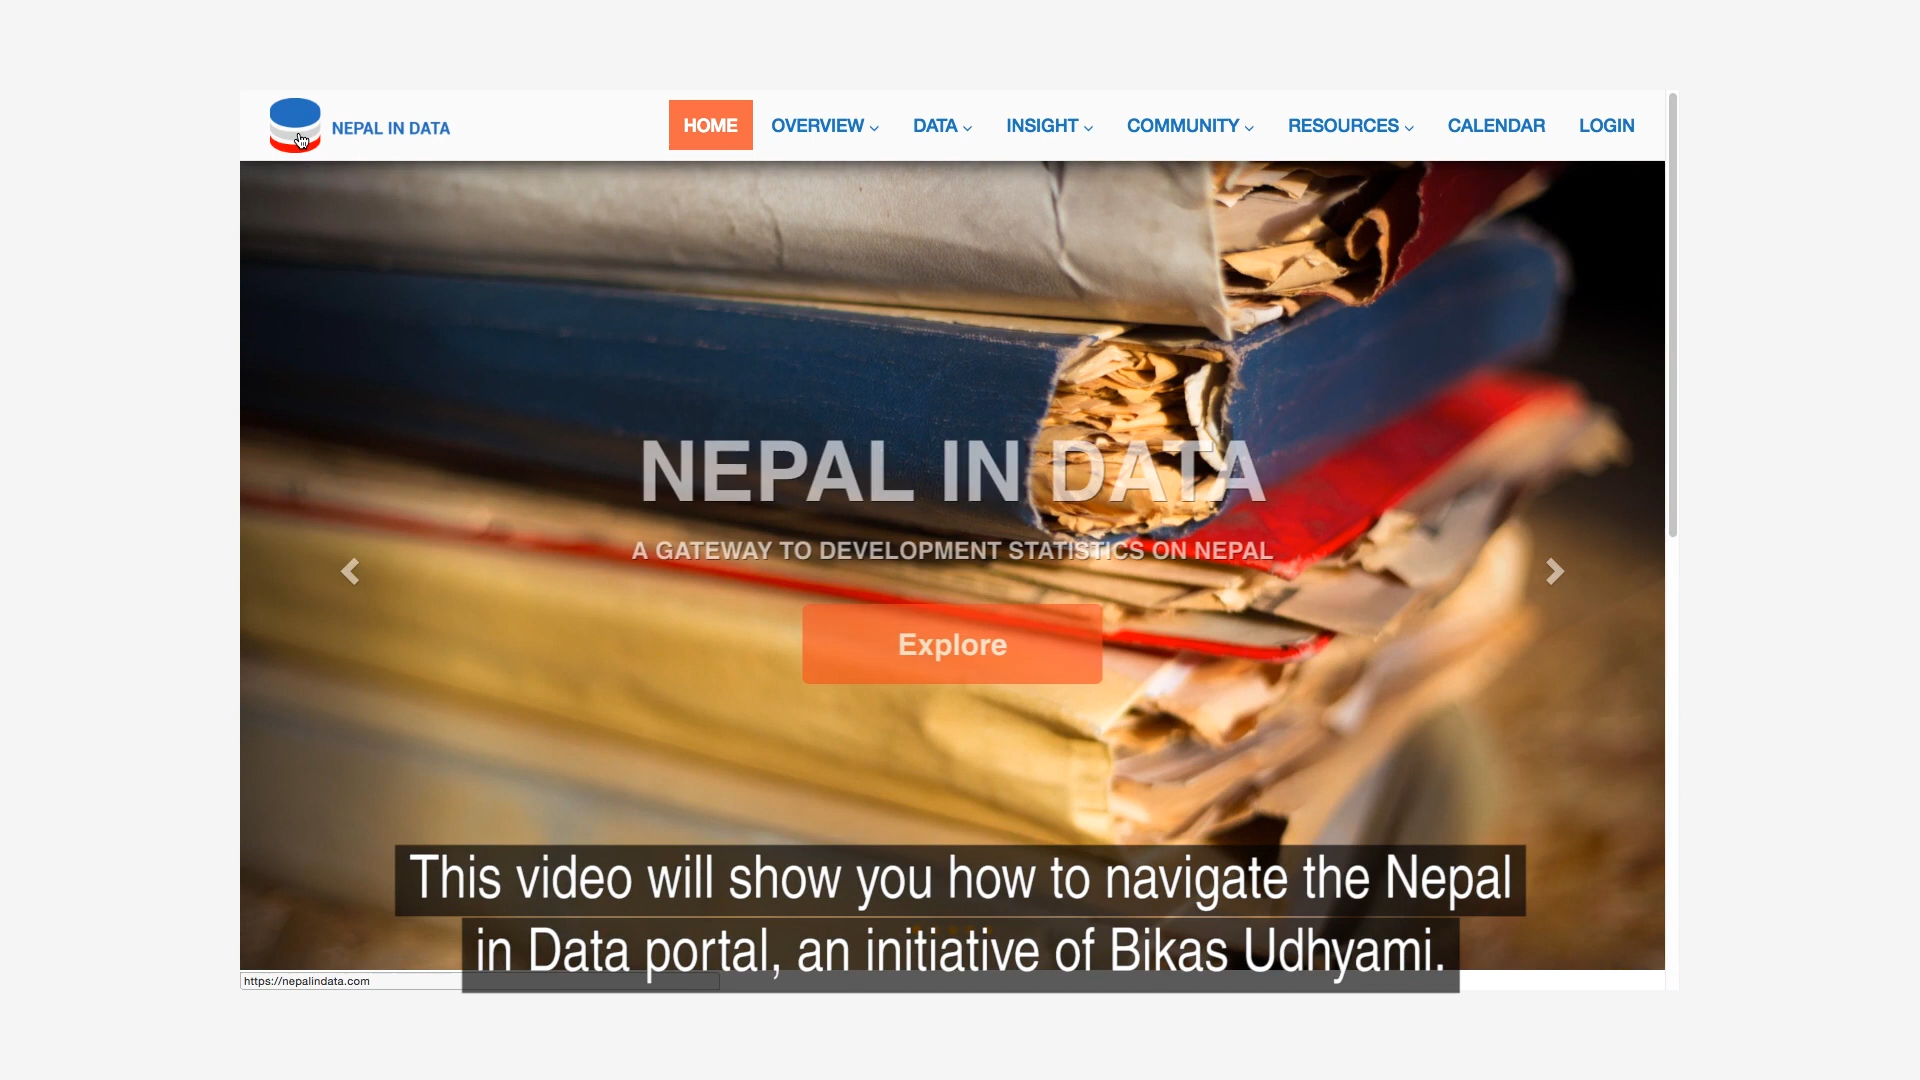 NEPAL IN DATA
HOME OVERVIEW DATA INSIGHT COMMUNITY RESOURCES CALENDAR LOGIN
NEPAL IN DATA
A GATEWAY TO DEVELOPMENT STATISTICS ON NEPAL
Explore
This video will show you how to navigate the Nepal
in Data portal, an initiative of Bikas Udhyami.
https://nepalindata.com